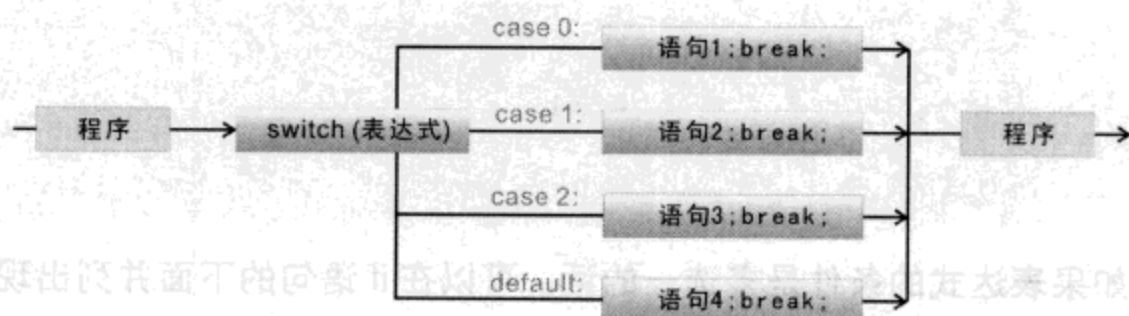 case 0:
语句1;break;
程序
switch (表达式)
case 1:
语句2;break;
程序
case 2:
语句3;break;
default:
语句4;break;